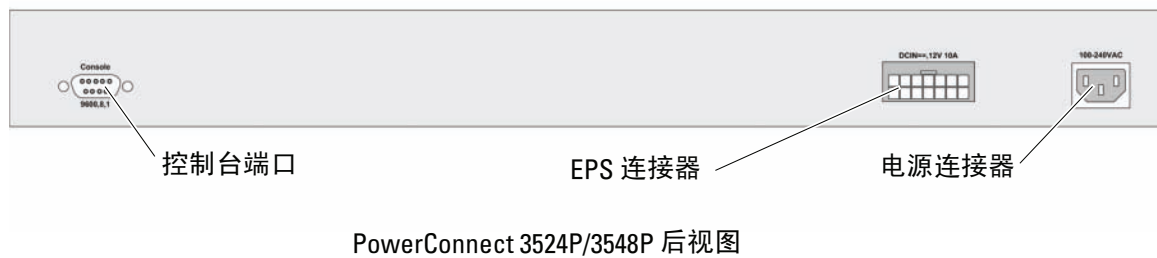 Console
9600,8,1
DCIN==,12V 10A
100-240VAC
控制台端口
EPS 连接器
电源连接器
PowerConnect 3524P/3548P 后视图